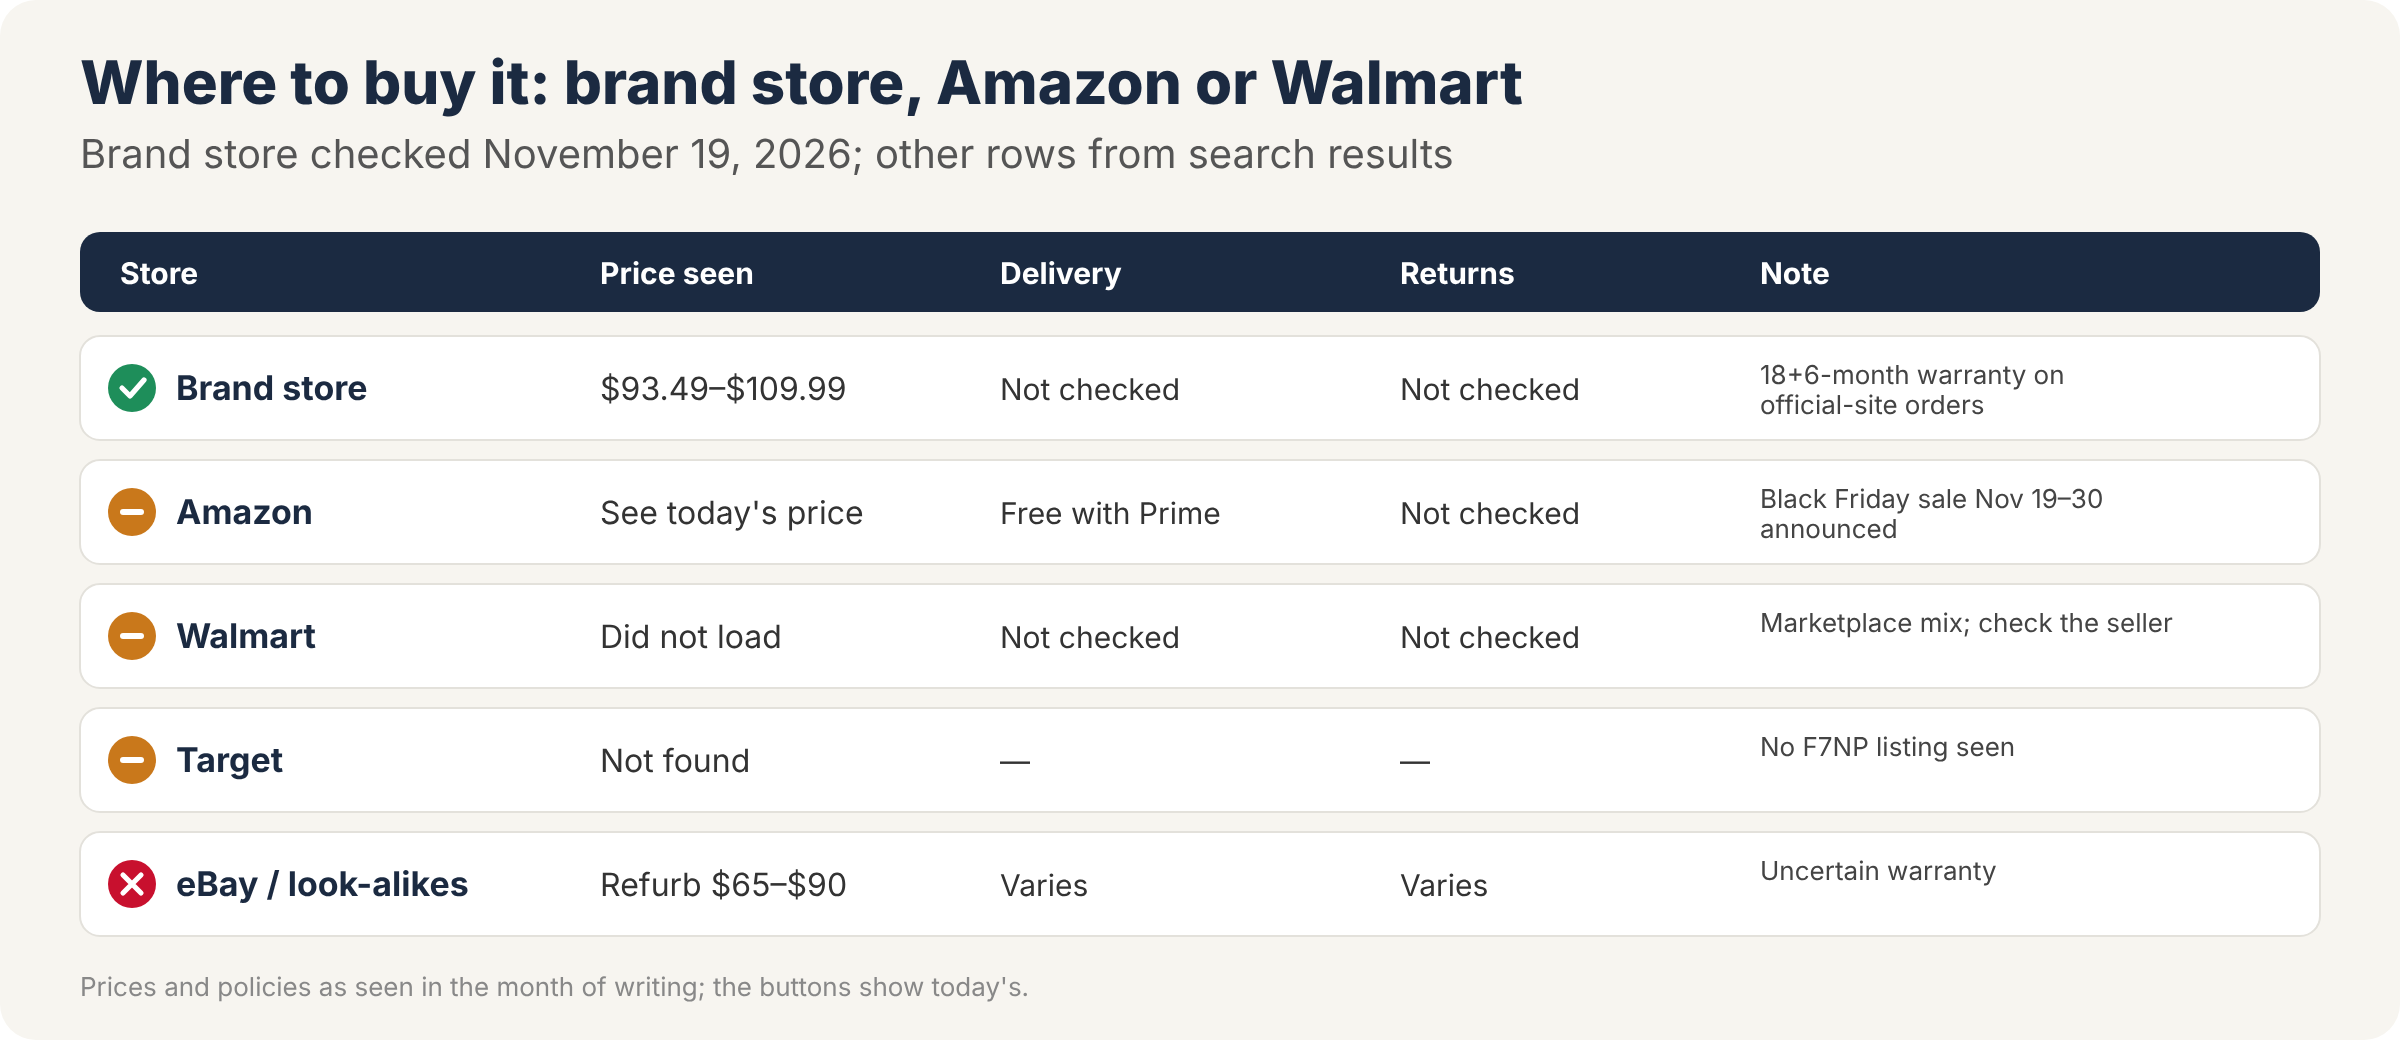 Where to buy it: brand store, Amazon or Walmart
Brand store checked November 19, 2026; other rows from search results
Store Price seen Delivery Returns Note
Brand store $93.49–$109.99 Not checked Not checked 18+6-month warranty on
official-site orders
Amazon See today's price Free with Prime Not checked Black Friday sale Nov 19–30
announced
Walmart Did not load Not checked Not checked Marketplace mix; check the seller
Target Not found — — No F7NP listing seen
eBay / look-alikes Refurb $65–$90 Varies Varies Uncertain warranty
Prices and policies as seen in the month of writing; the buttons show today's.